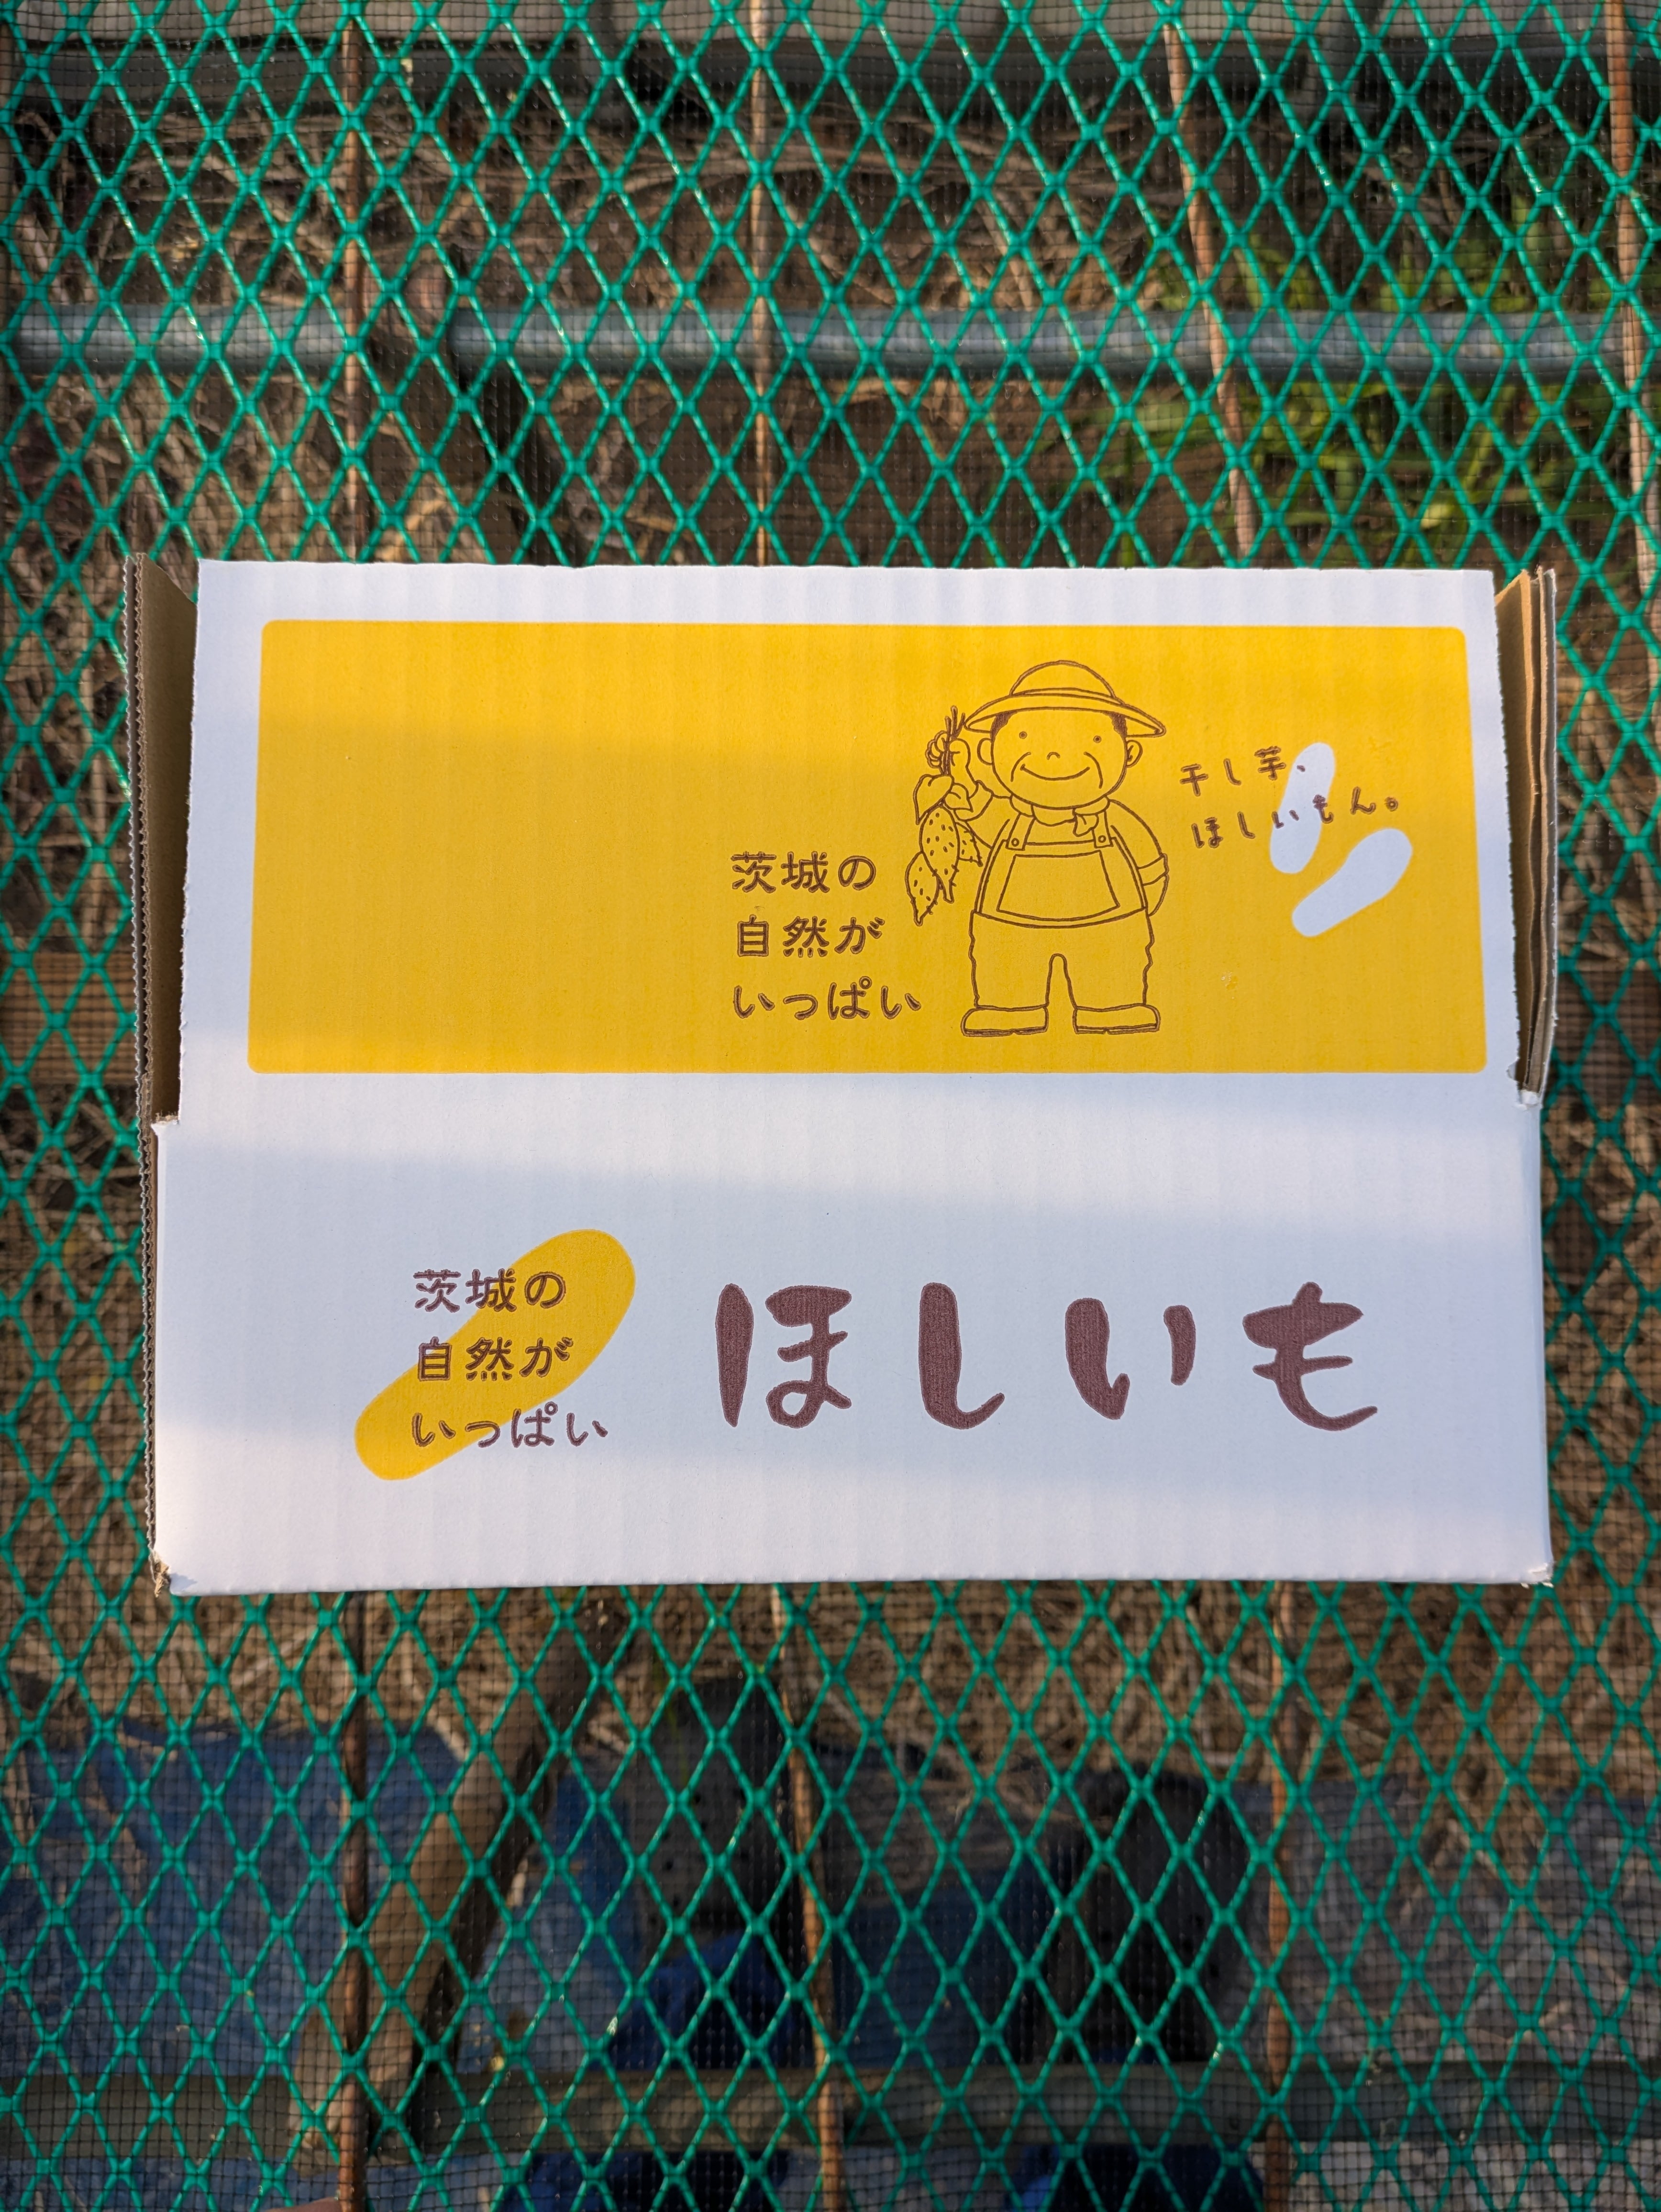 干し芋、
ほしいもん。
茨城の
自然が
いっぱい
茨城の
自然が
いっぱい
ほしいも